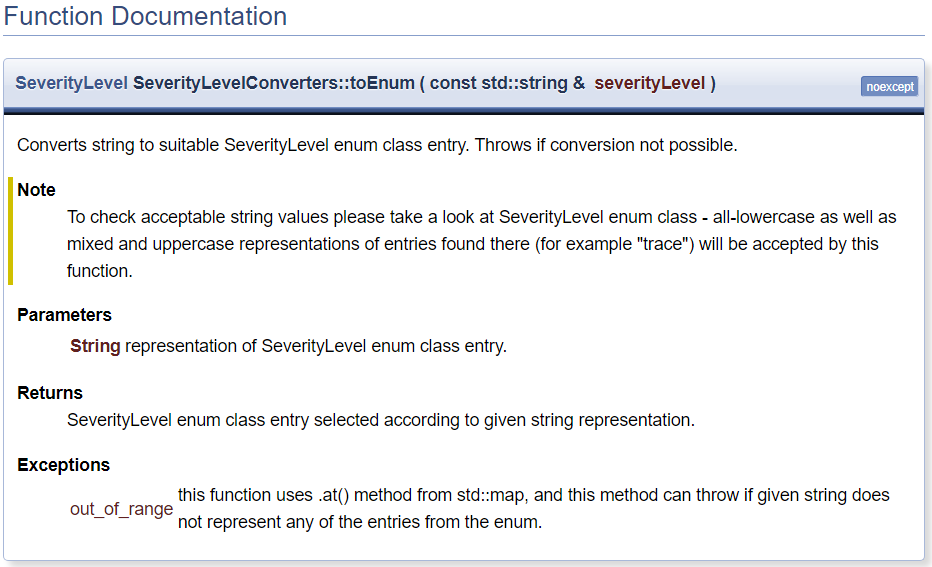 Function Documentation
SeverityLevel SeverityLevelConverters::toEnum ( const std::string & severityLevel )
noexcept
Converts string to suitable SeverityLevel enum class entry. Throws if conversion not possible.
Note
To check acceptable string values please take a look at SeverityLevel enum class - all-lowercase as well as
mixed and uppercase representations of entries found there (for example "trace") will be accepted by this
function.
Parameters
String representation of SeverityLevel enum class entry.
Returns
SeverityLevel enum class entry selected according to given string representation.
Exceptions
out_of_range
this function uses .at() method from std::map, and this method can throw if given string does
not represent any of the entries from the enum.